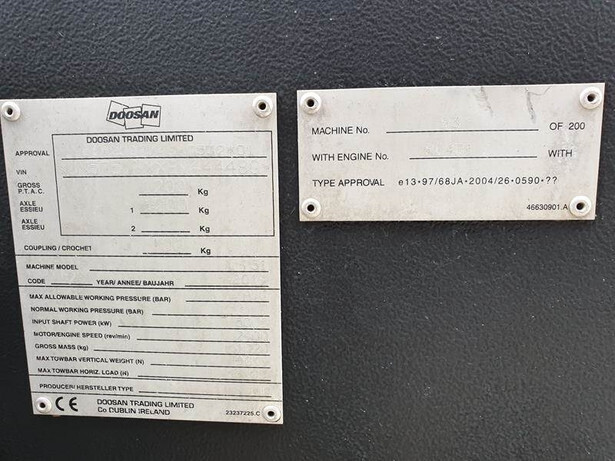 DOOSAN
DOOSAN TRADING LIMITED
APPROVAL
VIN
GROSS
P.T.A.C. Kg
AXLE
ESSIEU 1 Kg
AXLE
ESSIEU 2 Kg
COUPLING / CROCHET Kg
MACHINE MODEL
CODE YEAR/ ANNEE/ BAUJAHR
MAX ALLOWABLE WORKING PRESSURE (BAR)
NORMAL WORKING PRESSURE (BAR)
INPUT SHAFT POWER (kW)
MOTOR/ENGINE SPEED (rev/min)
GROSS MASS (kg)
MAX TOWBAR VERTICAL WEIGHT (N)
MAX TOWBAR HORIZ. LOAD (N)
PRODUCER/ HERSTELLER TYPE
CE DOOSAN TRADING LIMITED
Co DUBLIN IRELAND 23237225.C
MACHINE No. OF 200
WITH ENGINE No. WITH
TYPE APPROVAL e13*97/68JA*2004/26*0590*??
46630901.A